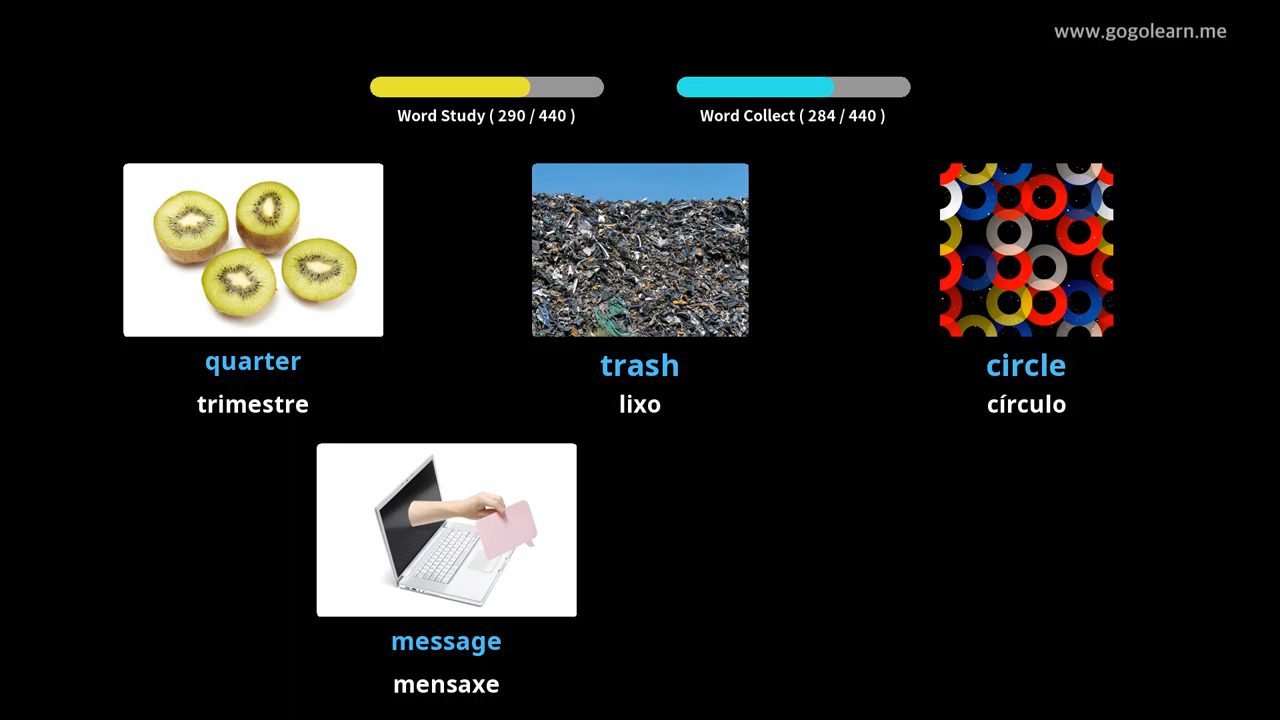 www.gogolearn.me
Word Study ( 290 / 440 )
Word Collect ( 284 / 440 )
quarter
trimestre
trash
lixo
circle
círculo
message
mensaxe